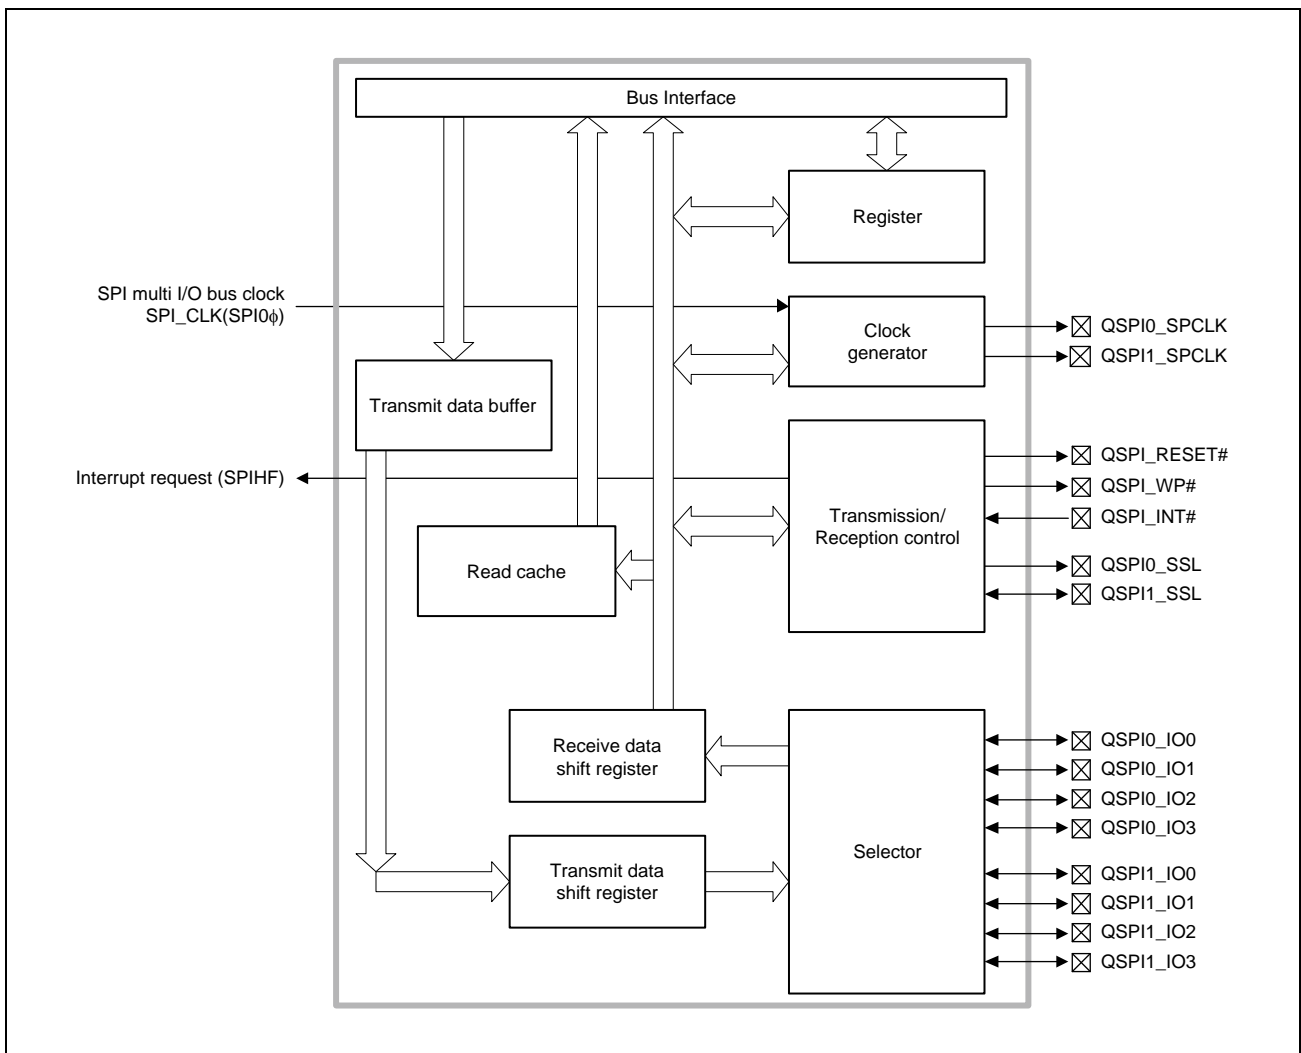 Bus Interface
Register
SPI multi I/O bus clock
SPI_CLK(SPI0ϕ)
Clock
generator
QSPI0_SPCLK
QSPI1_SPCLK
Transmit data buffer
Interrupt request (SPIHF)
Transmission/
Reception control
QSPI_RESET#
QSPI_WP#
QSPI_INT#
QSPI0_SSL
QSPI1_SSL
Read cache
Receive data
shift register
Transmit data
shift register
Selector
QSPI0_IO0
QSPI0_IO1
QSPI0_IO2
QSPI0_IO3
QSPI1_IO0
QSPI1_IO1
QSPI1_IO2
QSPI1_IO3